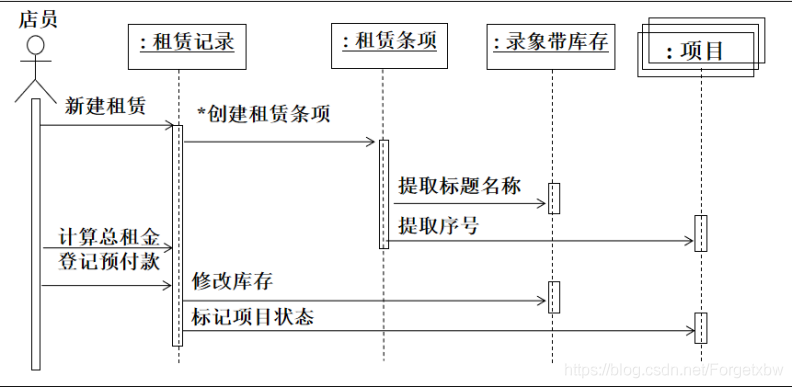 店员
: 租赁记录
: 租赁条项
: 录象带库存
: 项目
新建租赁
*创建租赁条项
提取标题名称
提取序号
计算总租金
登记预付款
修改库存
标记项目状态
https://blog.csdn.net/Forgetxbw